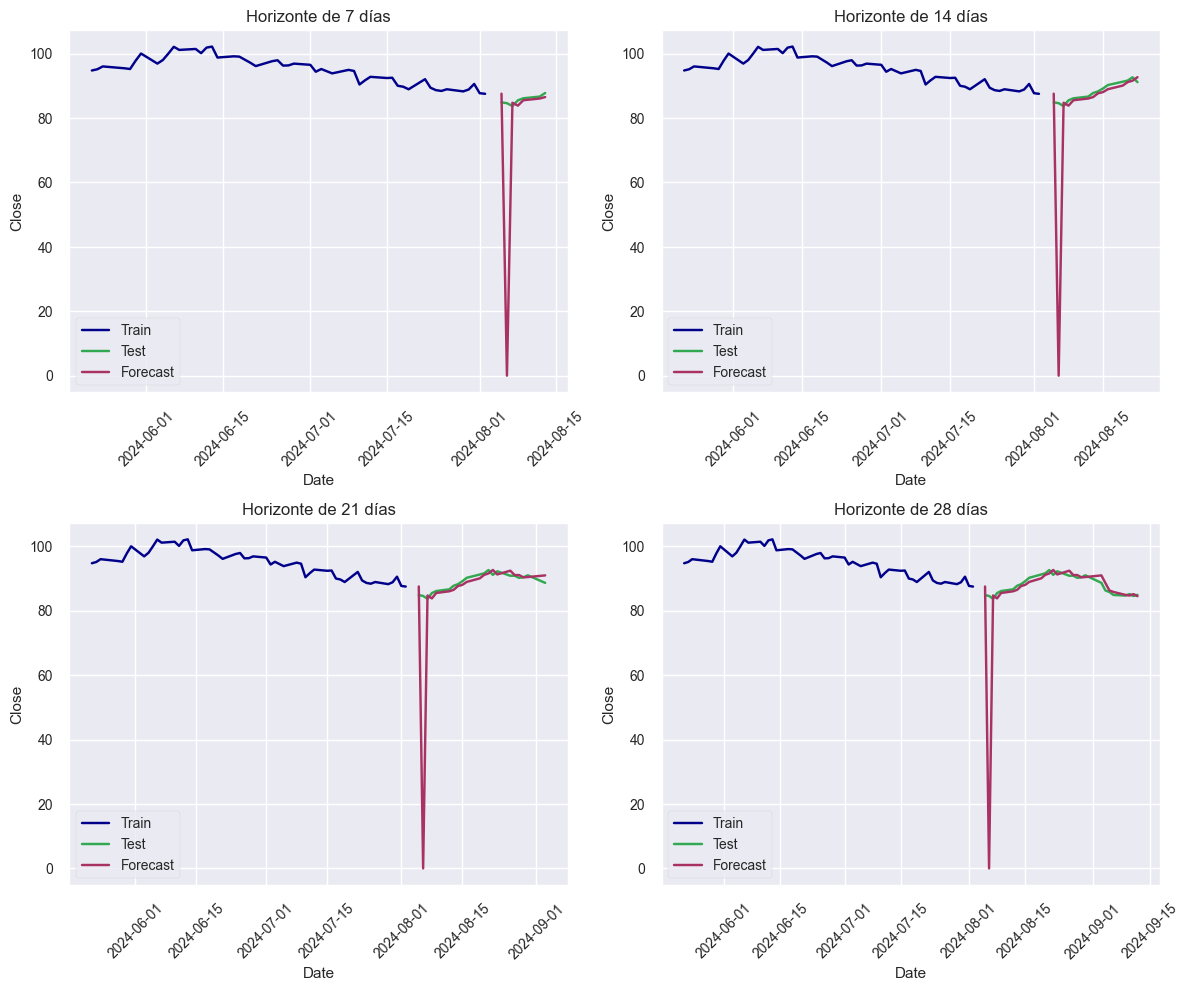 Horizonte de 7 días
Close
100
80
60
40
20
0
Train
Test
Forecast
2024-06-01
2024-06-15
2024-07-01
2024-07-15
2024-08-01
2024-08-15
Date
Horizonte de 14 días
Close
100
80
60
40
20
0
Train
Test
Forecast
2024-06-01
2024-06-15
2024-07-01
2024-07-15
2024-08-01
2024-08-15
Date
Horizonte de 21 días
Close
100
80
60
40
20
0
Train
Test
Forecast
2024-06-01
2024-06-15
2024-07-01
2024-07-15
2024-08-01
2024-08-15
2024-09-01
Date
Horizonte de 28 días
Close
100
80
60
40
20
0
Train
Test
Forecast
2024-06-01
2024-06-15
2024-07-01
2024-07-15
2024-08-01
2024-08-15
2024-09-01
2024-09-15
Date